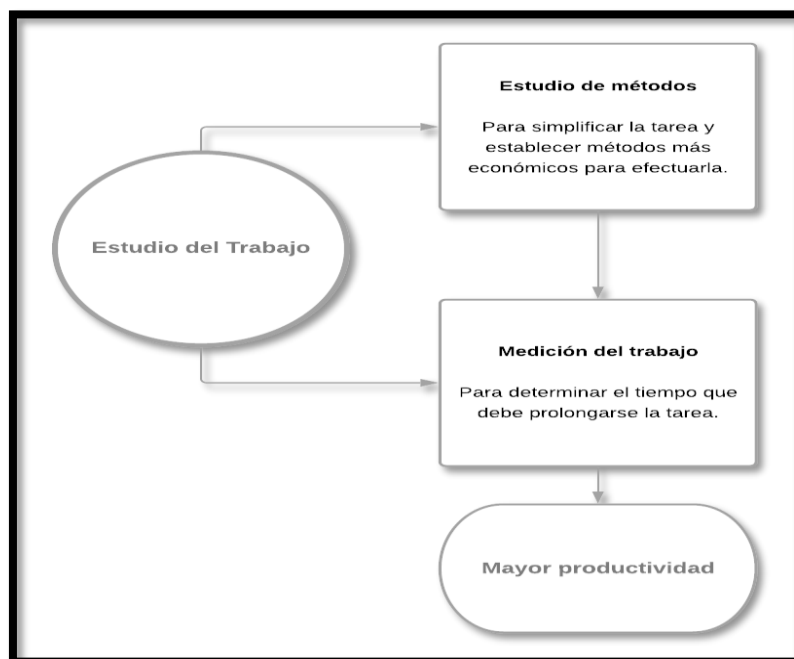 Estudio de métodos
Para simplificar la tarea y
establecer métodos más
económicos para efectuarla.
Estudio del Trabajo
Medición del trabajo
Para determinar el tiempo que
debe prolongarse la tarea.
Mayor productividad